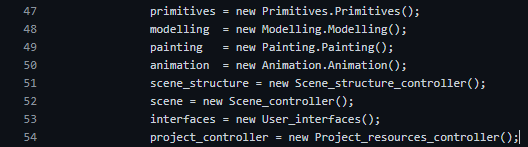 47 primitives = new Primitives.Primitives();
48 modelling  = new Modelling.Modelling();
49 painting   = new Painting.Painting();
50 animation  = new Animation.Animation();
51 scene_structure = new Scene_structure_controller();
52 scene = new Scene_controller();
53 interfaces = new User_interfaces();
54 project_controller = new Project_resources_controller();